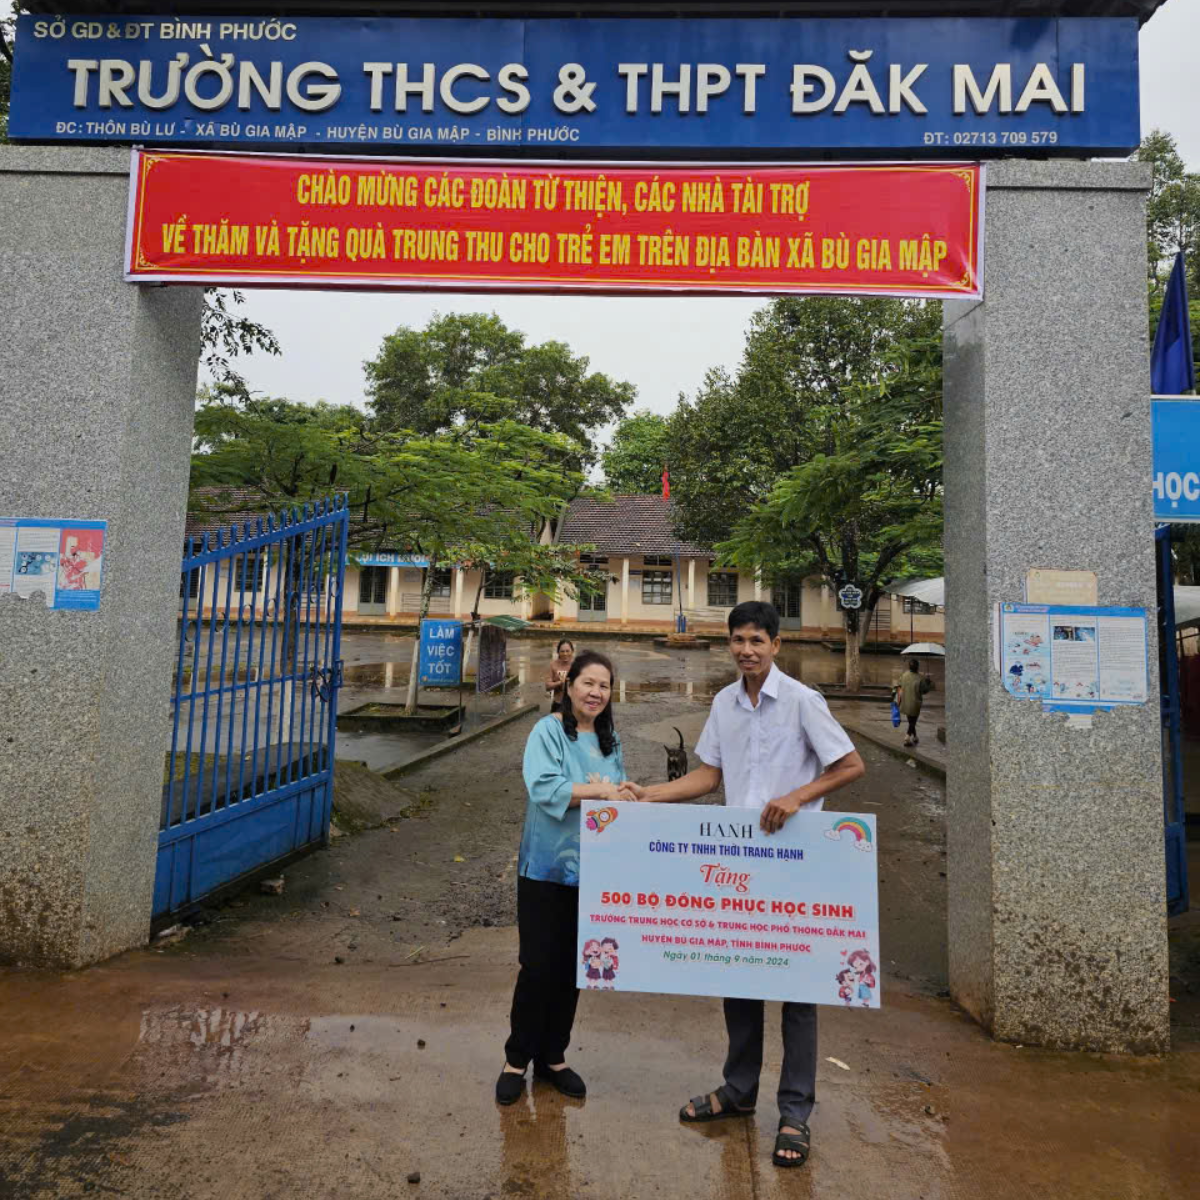 SỞ GD & ĐT BÌNH PHƯỚC
TRƯỜNG THCS & THPT ĐĂK MAI
ĐC: THÔN BÙ LƯ - XÃ BÙ GIA MẬP - HUYỆN BÙ GIA MẬP - BÌNH PHƯỚC
ĐT: 02713 709 579
CHÀO MỪNG CÁC ĐOÀN TỪ THIỆN, CÁC NHÀ TÀI TRỢ
VỀ THĂM VÀ TẶNG QUÀ TRUNG THU CHO TRẺ EM TRÊN ĐỊA BÀN XÃ BÙ GIA MẬP
HỌC
LÀM
VIỆC
TỐT
HẠNH
CÔNG TY TNHH THỜI TRANG HẠNH
Tặng
500 BỘ ĐỒNG PHỤC HỌC SINH
TRƯỜNG TRUNG HỌC CƠ SỞ & TRUNG HỌC PHỔ THÔNG ĐĂK MAI
HUYỆN BÙ GIA MẬP, TỈNH BÌNH PHƯỚC
Ngày 01 tháng 9 năm 2024